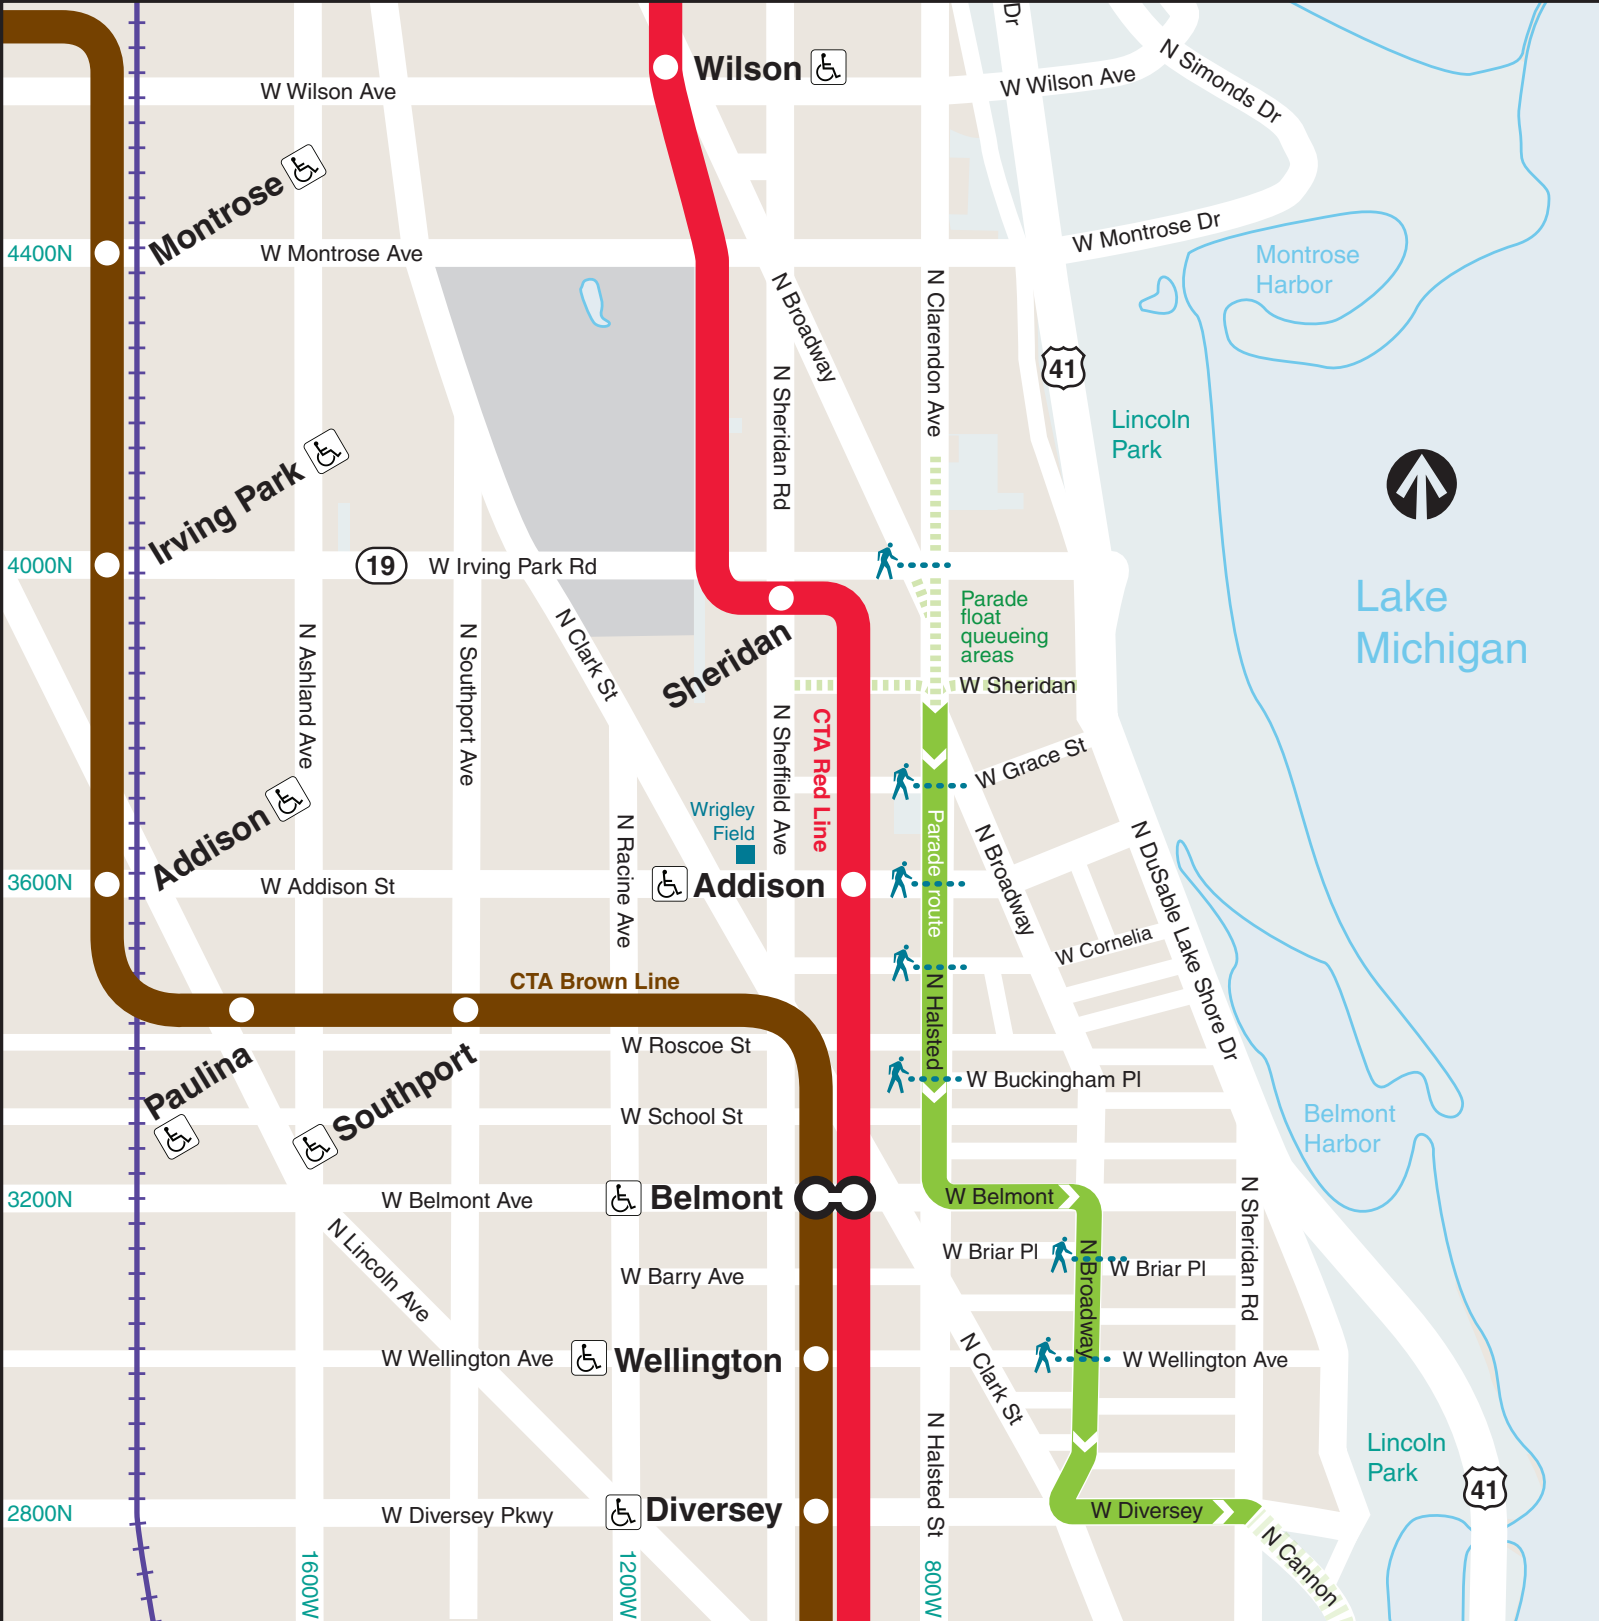 Dr
N Simonds Dr
Wilson
W Wilson Ave
W Wilson Ave
Montrose
4400N
W Montrose Ave
W Montrose Dr
Montrose
Harbor
N Broadway
N Clarendon Ave
N Sheridan Rd
41
Lincoln
Park
Irving Park
4000N
19
W Irving Park Rd
Parade
float
queueing
areas
Lake
Michigan
N Ashland Ave
N Southport Ave
N Clark St
Sheridan
W Sheridan
N Sheffield Ave
CTA Red Line
W Grace St
Addison
Wrigley
Field
N Racine Ave
Parade route
N Broadway
N DuSable Lake Shore Dr
3600N
W Addison St
Addison
W Cornelia
CTA Brown Line
N Halsted
W Roscoe St
Paulina
Southport
W Buckingham Pl
W School St
Belmont
Harbor
3200N
W Belmont Ave
Belmont
W Belmont
N Sheridan Rd
N Lincoln Ave
W Briar Pl
N Broadway
W Briar Pl
W Barry Ave
W Wellington Ave
Wellington
N Clark St
W Wellington Ave
N Halsted St
Lincoln
Park
41
2800N
W Diversey Pkwy
Diversey
W Diversey
N Cannon
1600W
1200W
800W